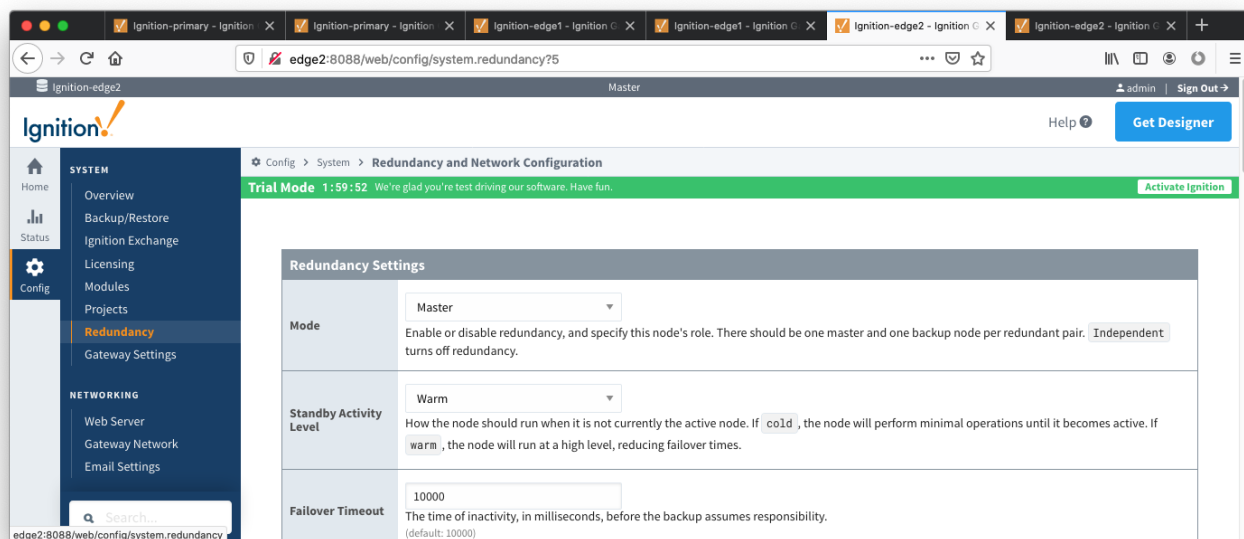 Ignition-primary - Ignition
Ignition-primary - Ignition
Ignition-edge1 - Ignition G
Ignition-edge1 - Ignition G
Ignition-edge2 - Ignition G
Ignition-edge2 - Ignition G
edge2:8088/web/config/system.redundancy?5
Ignition-edge2
Master
admin | Sign Out
Ignition!
Help
Get Designer
Config > System > Redundancy and Network Configuration
Trial Mode 1:59:52 We're glad you're test driving our software. Have fun.
Activate Ignition
Home
Status
Config
SYSTEM
Overview
Backup/Restore
Ignition Exchange
Licensing
Modules
Projects
Redundancy
Gateway Settings
NETWORKING
Web Server
Gateway Network
Email Settings
Search...
edge2:8088/web/config/system.redundancy
Redundancy Settings
Mode
Master
Enable or disable redundancy, and specify this node's role. There should be one master and one backup node per redundant pair. Independent
turns off redundancy.
Standby Activity
Level
Warm
How the node should run when it is not currently the active node. If cold , the node will perform minimal operations until it becomes active. If
warm , the node will run at a high level, reducing failover times.
Failover Timeout
10000
The time of inactivity, in milliseconds, before the backup assumes responsibility.
(default: 10000)